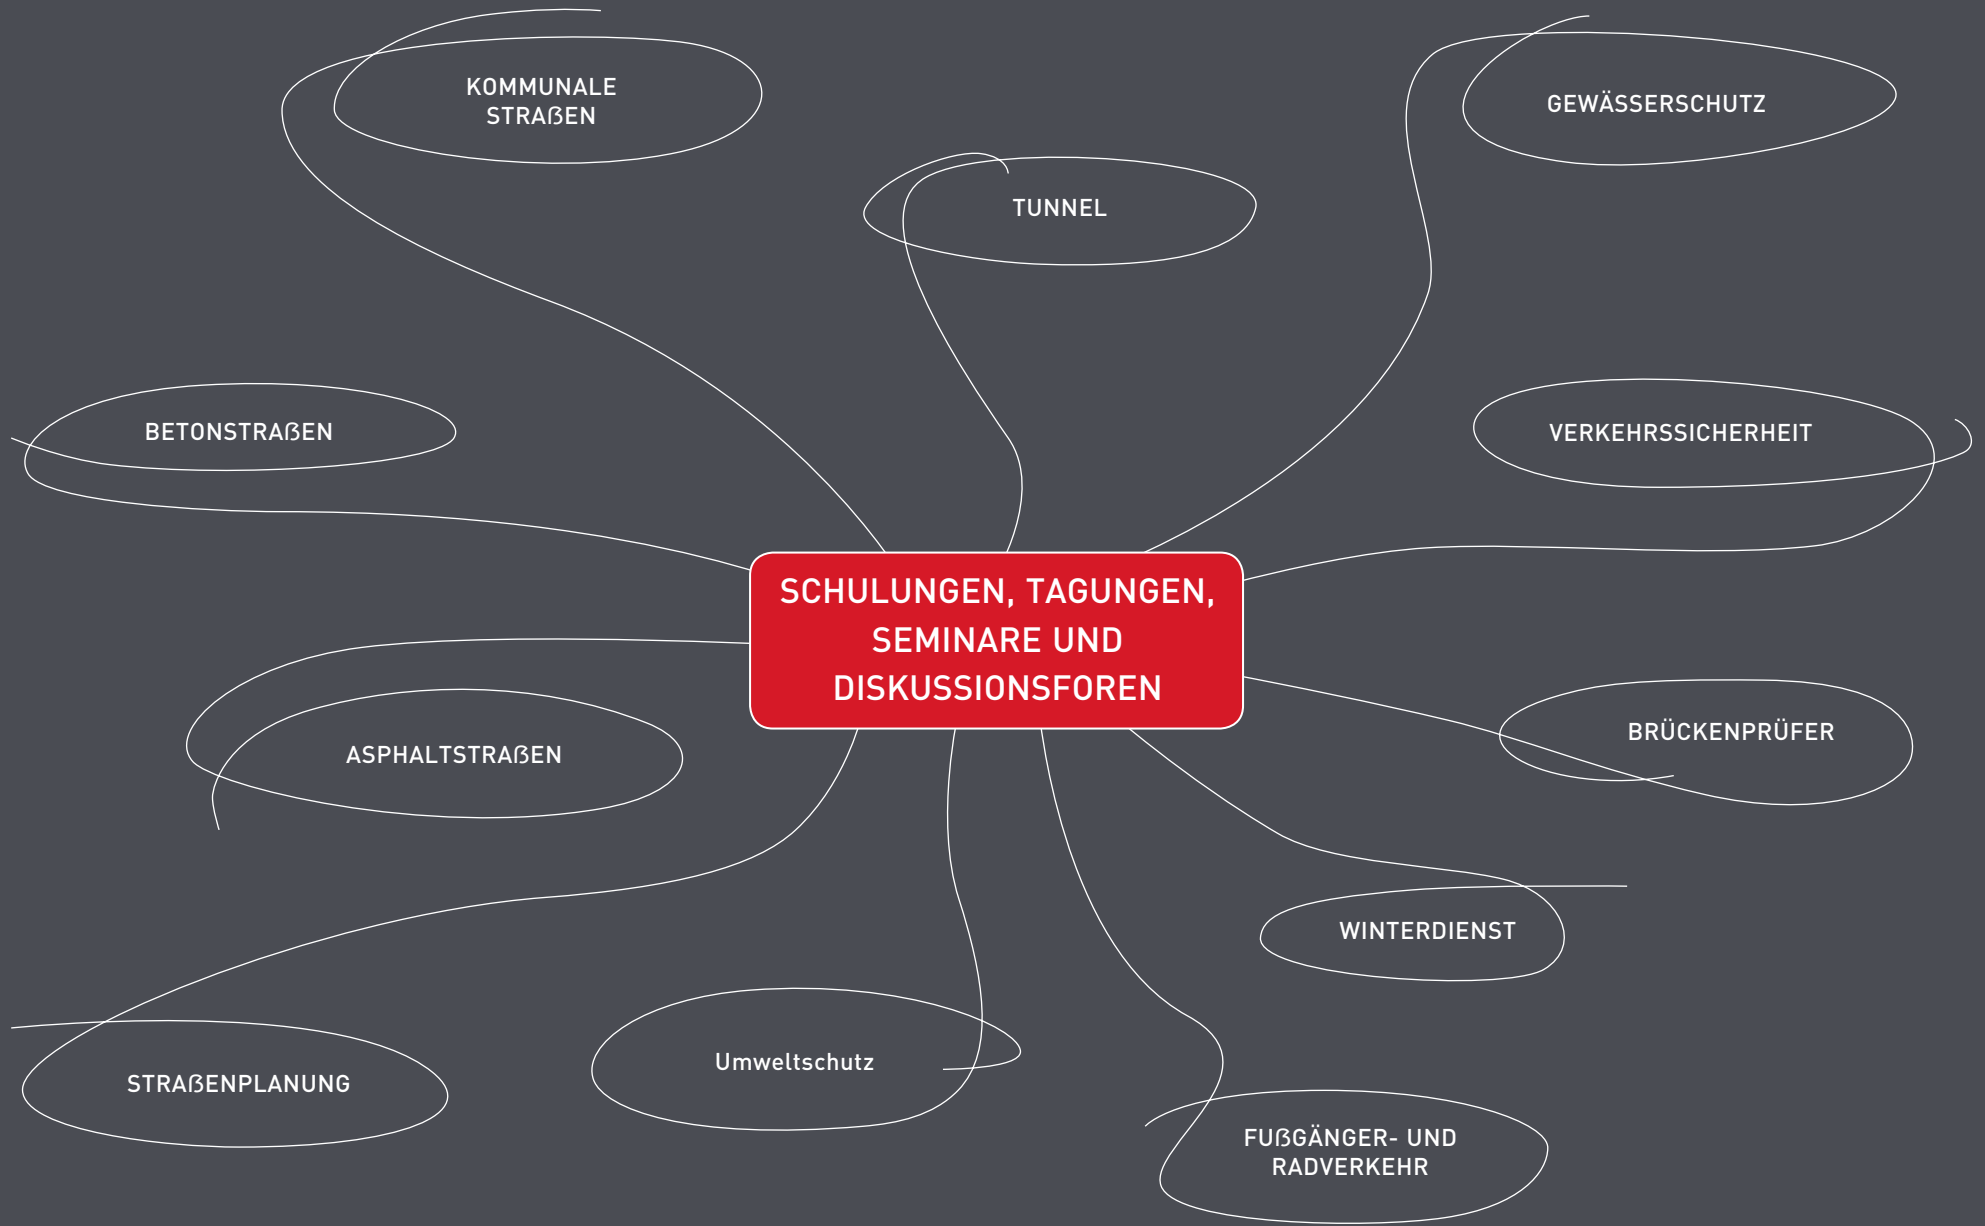 KOMMUNALE
STRAßEN
GEWÄSSERSCHUTZ
TUNNEL
BETONSTRAßEN
VERKEHRSSICHERHEIT
SCHULUNGEN, TAGUNGEN,
SEMINARE UND
DISKUSSIONSFOREN
BRÜCKENPRÜFER
ASPHALTSTRAßEN
WINTERDIENST
Umweltschutz
STRAßENPLANUNG
FUßGÄNGER- UND
RADVERKEHR